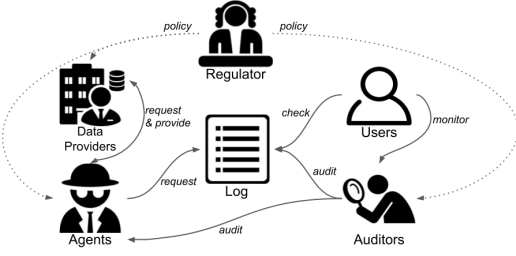 policy
policy
Regulator
request
& provide
check
Data
Providers
Users
monitor
request
Log
audit
audit
Agents
Auditors